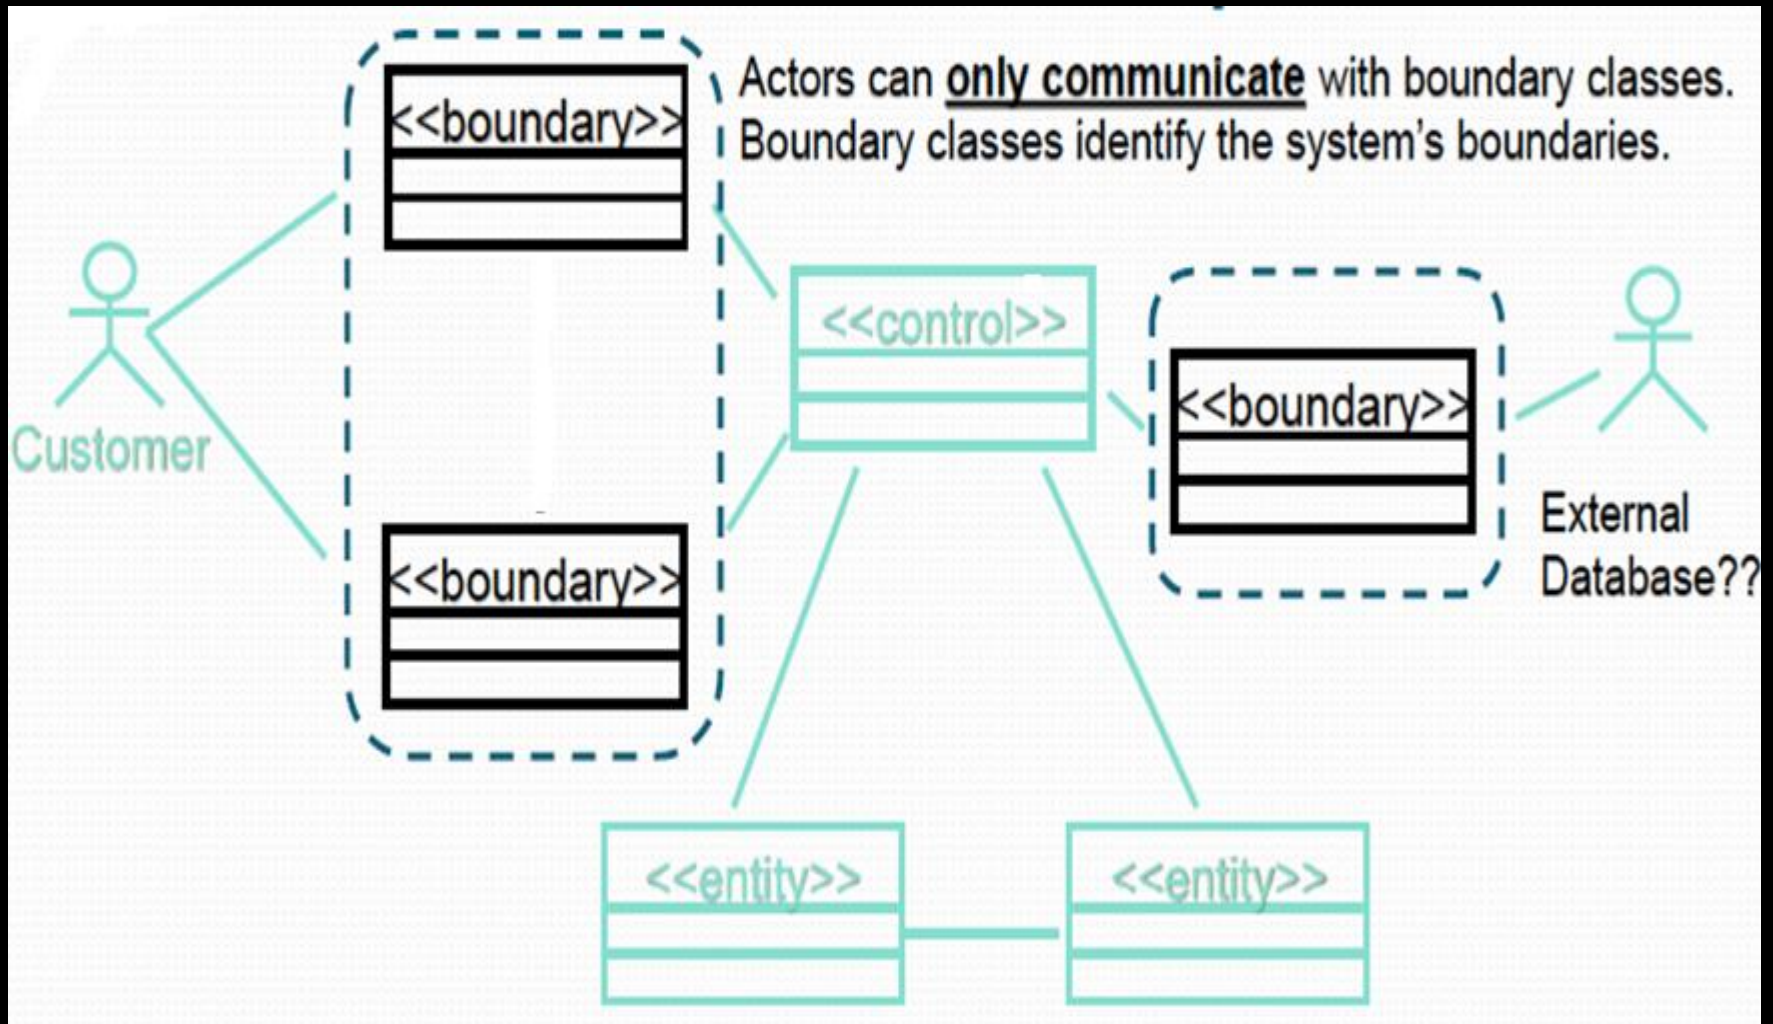 <<boundary>>
Actors can only communicate with boundary classes.
Boundary classes identify the system's boundaries.
<<control>>
<<boundary>>
Customer
External
Database??
<<boundary>>
<<entity>>
<<entity>>